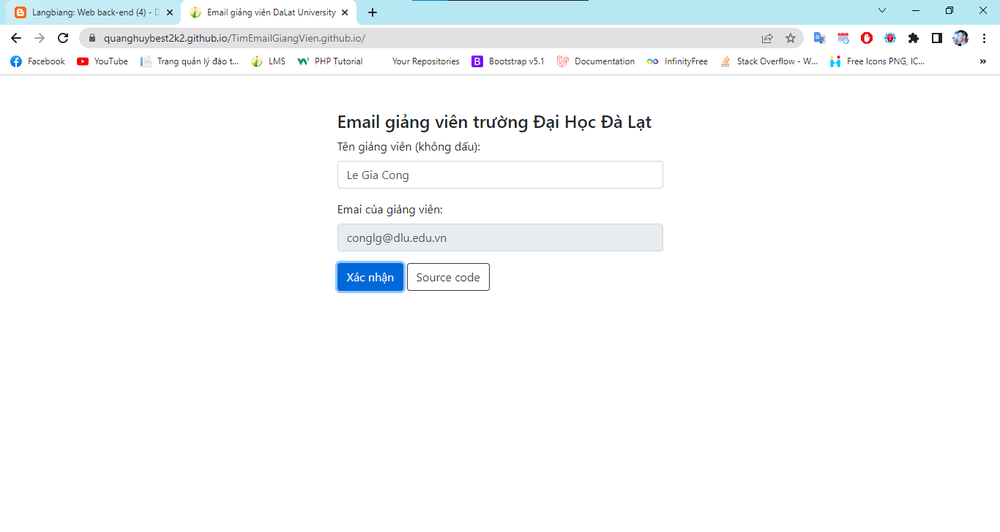 Langbiang: Web back-end (4) - D
Email giảng viên DaLat University
quanghuybest2k2.github.io/TimEmailGiangVien.github.io/
Facebook YouTube Trang quản lý đào t... LMS PHP Tutorial Your Repositories Bootstrap v5.1 Documentation InfinityFree Stack Overflow - W... Free Icons PNG, IC...
Email giảng viên trường Đại Học Đà Lạt
Tên giảng viên (không dấu):
Le Gia Cong
Emai của giảng viên:
conglg@dlu.edu.vn
Xác nhận Source code